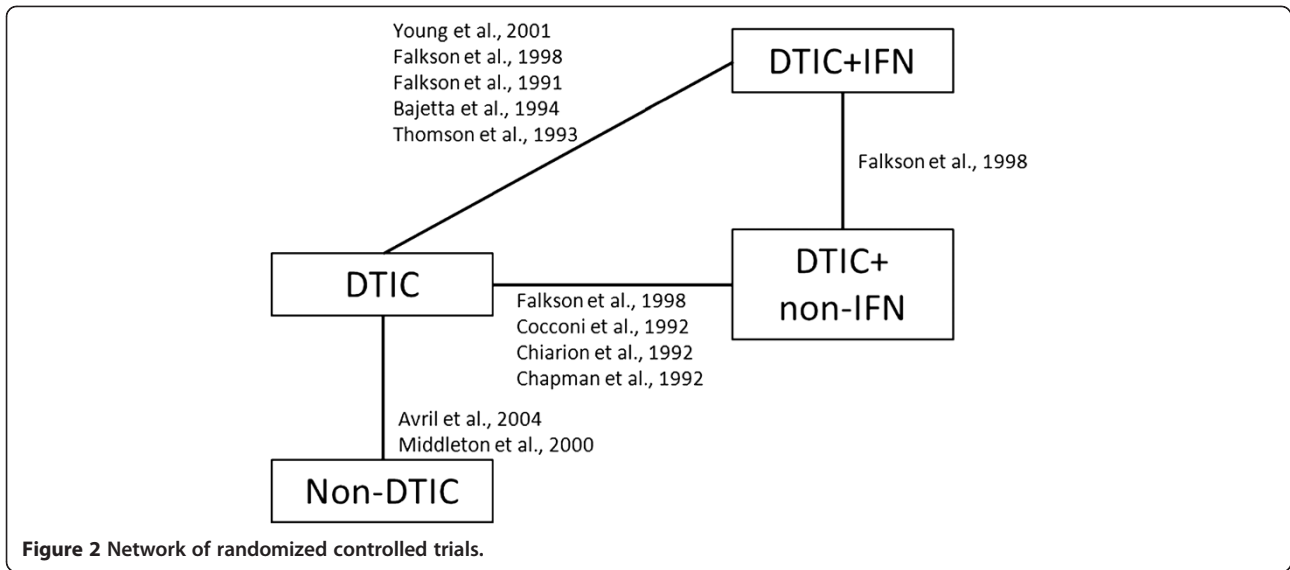 Young et al., 2001
Falkson et al., 1998
Falkson et al., 1991
Bajetta et al., 1994
Thomson et al., 1993
DTIC+IFN
Falkson et al., 1998
DTIC
DTIC+
non-IFN
Falkson et al., 1998
Cocconi et al., 1992
Chiarion et al., 1992
Chapman et al., 1992
Avril et al., 2004
Middleton et al., 2000
Non-DTIC
Figure 2 Network of randomized controlled trials.